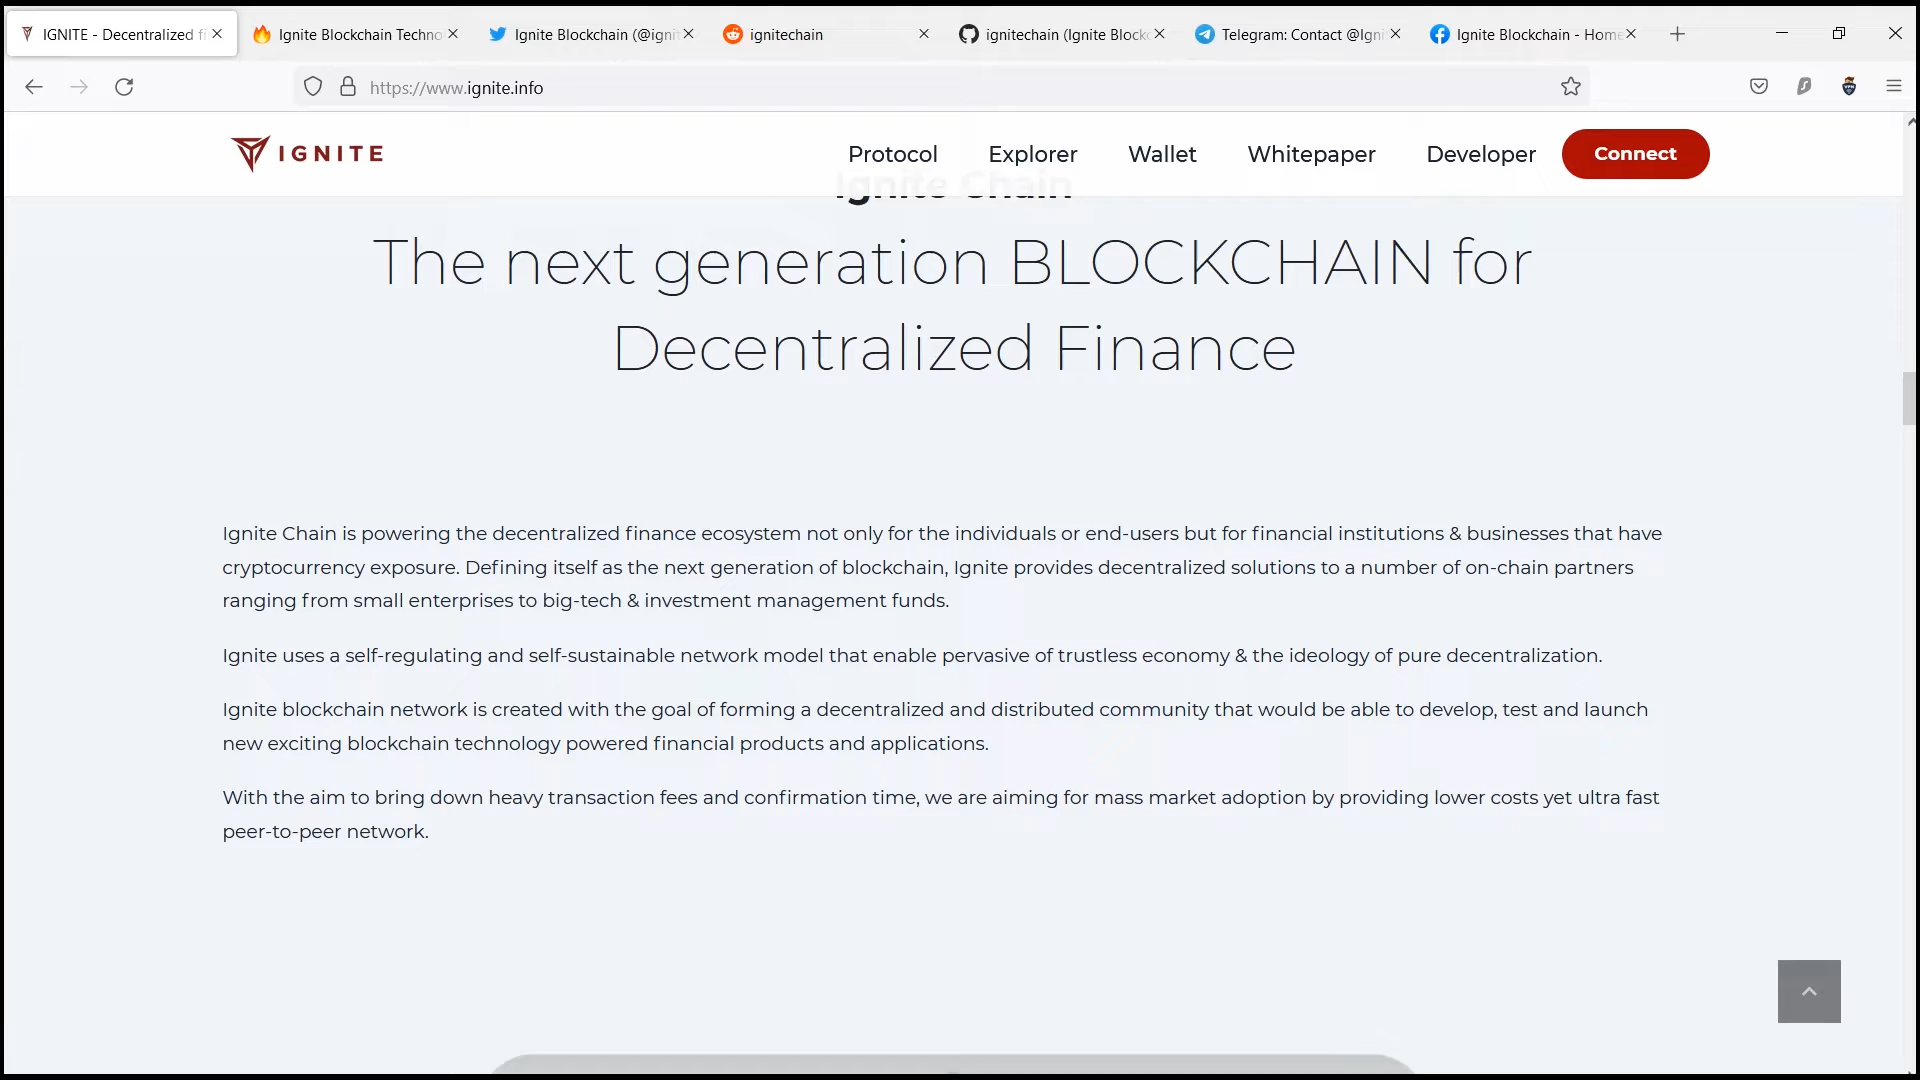 IGNITE - Decentralized fi
Ignite Blockchain Techno
Ignite Blockchain (@igni
ignitechain
ignitechain (Ignite Blockc
Telegram: Contact @Igni
Ignite Blockchain - Home
https://www.ignite.info
IGNITE
Protocol
Explorer
Wallet
Whitepaper
Developer
Connect
Ignite Chain
The next generation BLOCKCHAIN for
Decentralized Finance
Ignite Chain is powering the decentralized finance ecosystem not only for the individuals or end-users but for financial institutions & businesses that have
cryptocurrency exposure. Defining itself as the next generation of blockchain, Ignite provides decentralized solutions to a number of on-chain partners
ranging from small enterprises to big-tech & investment management funds.
Ignite uses a self-regulating and self-sustainable network model that enable pervasive of trustless economy & the ideology of pure decentralization.
Ignite blockchain network is created with the goal of forming a decentralized and distributed community that would be able to develop, test and launch
new exciting blockchain technology powered financial products and applications.
With the aim to bring down heavy transaction fees and confirmation time, we are aiming for mass market adoption by providing lower costs yet ultra fast
peer-to-peer network.